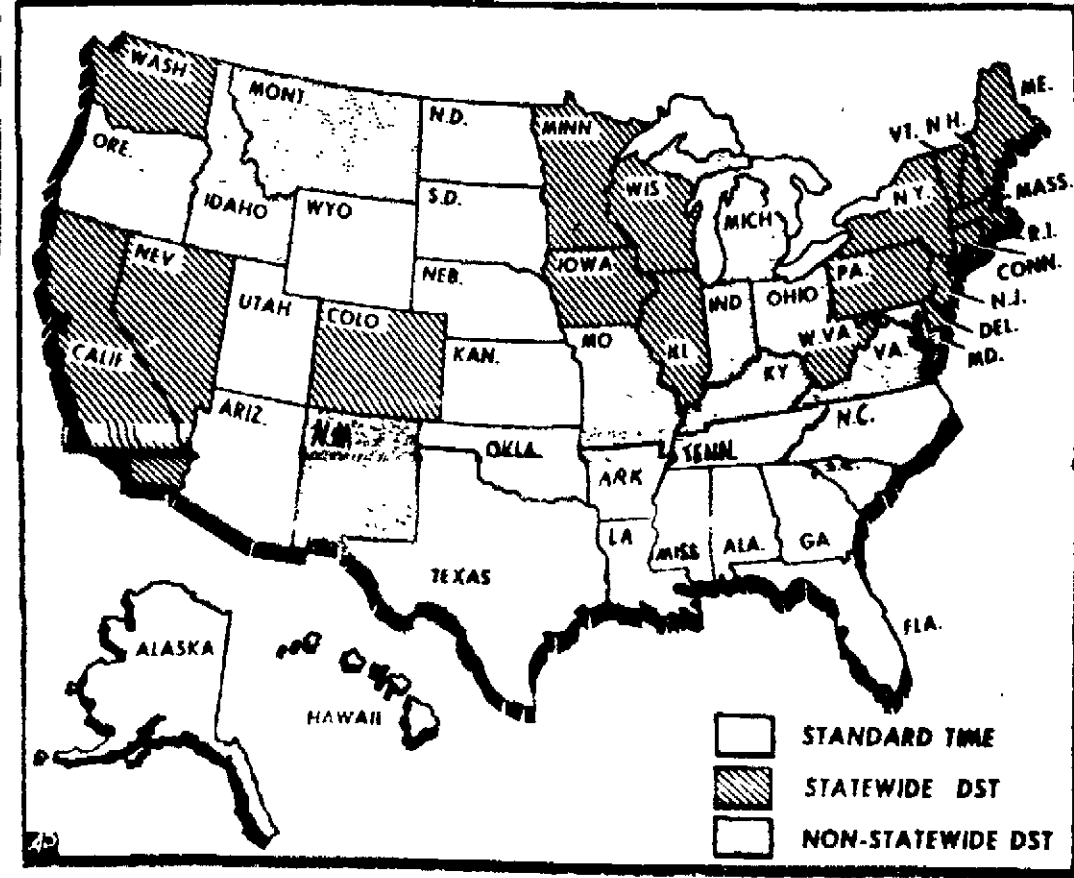 WASH
MONT.
N.D.
MINN
ME.
VT.
N.H.
ORE.
IDAHO
WYO
S.D.
WIS
MICH
N.Y.
MASS.
R.I.
CONN.
NEV
NEB.
IOWA
PA.
N.J.
UTAH
COLO
IND
OHIO
DEL.
CALIF.
KAN.
MO
ILL
W.VA
VA.
MD.
KY
ARIZ.
N.M
OKLA.
ARK
TENN.
N.C.
LA
MISS
ALA.
GA
TEXAS
FLA.
ALASKA
HAWAII
STANDARD TIME
STATEWIDE DST
NON-STATEWIDE DST